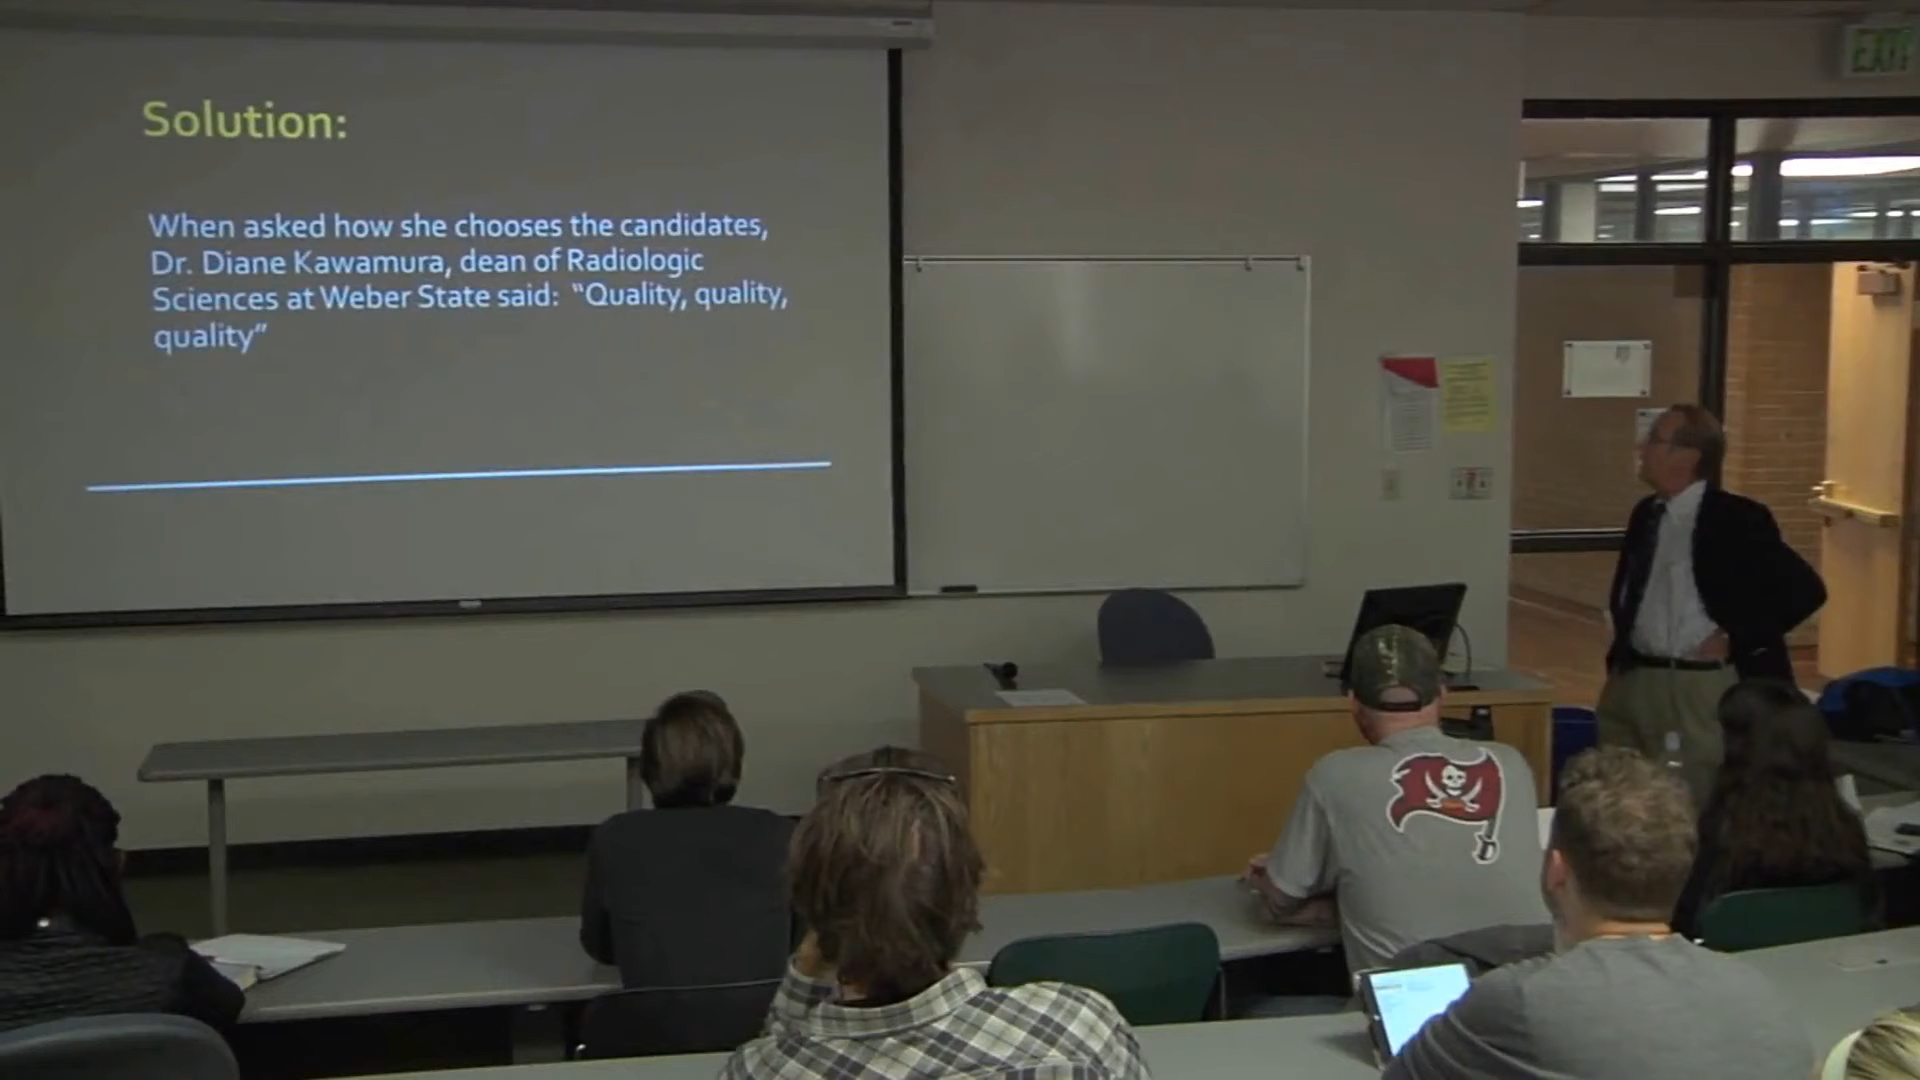 Solution:
When asked how she chooses the candidates,
Dr. Diane Kawamura, dean of Radiologic
Sciences at Weber State said:  “Quality, quality,
quality”
EXIT